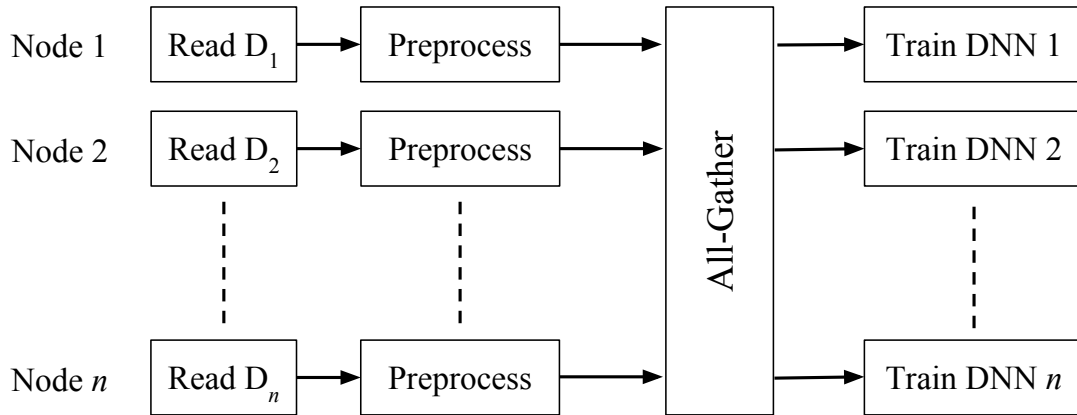 Node 1 Read D₁ Preprocess Train DNN 1
Node 2 Read D₂ Preprocess Train DNN 2
All-Gather
Node n Read Dₙ Preprocess Train DNN n